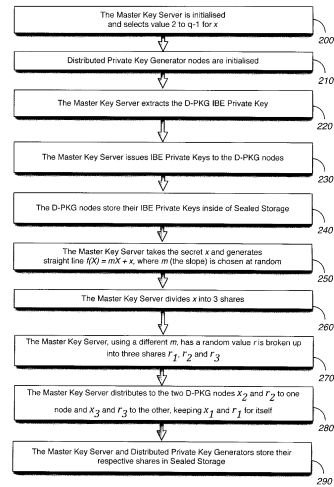 The Master Key Server is initialised
and selects value 2 to q-1 for x
200
Distributed Private Key Generator nodes are initialised
210
The Master Key Server extracts the D-PKG IBE Private Key
220
The Master Key Server issues IBE Private Keys to the D-PKG nodes
230
The D-PKG nodes store their IBE Private Keys inside of Sealed Storage
240
The Master Key Server takes the secret x and generates
straight line f(X) = mX + x, where m (the slope) is chosen at random
250
The Master Key Server divides x into 3 shares
260
The Master Key Server, using a different m, has a random value r is broken up
into three shares r1, r2 and r3
270
The Master Key Server distributes to the two D-PKG nodes x2 and r2 to one
node and x3 and r3 to the other, keeping x1 and r1 for itself
280
The Master Key Server and Distributed Private Key Generators store their
respective shares in Sealed Storage
290